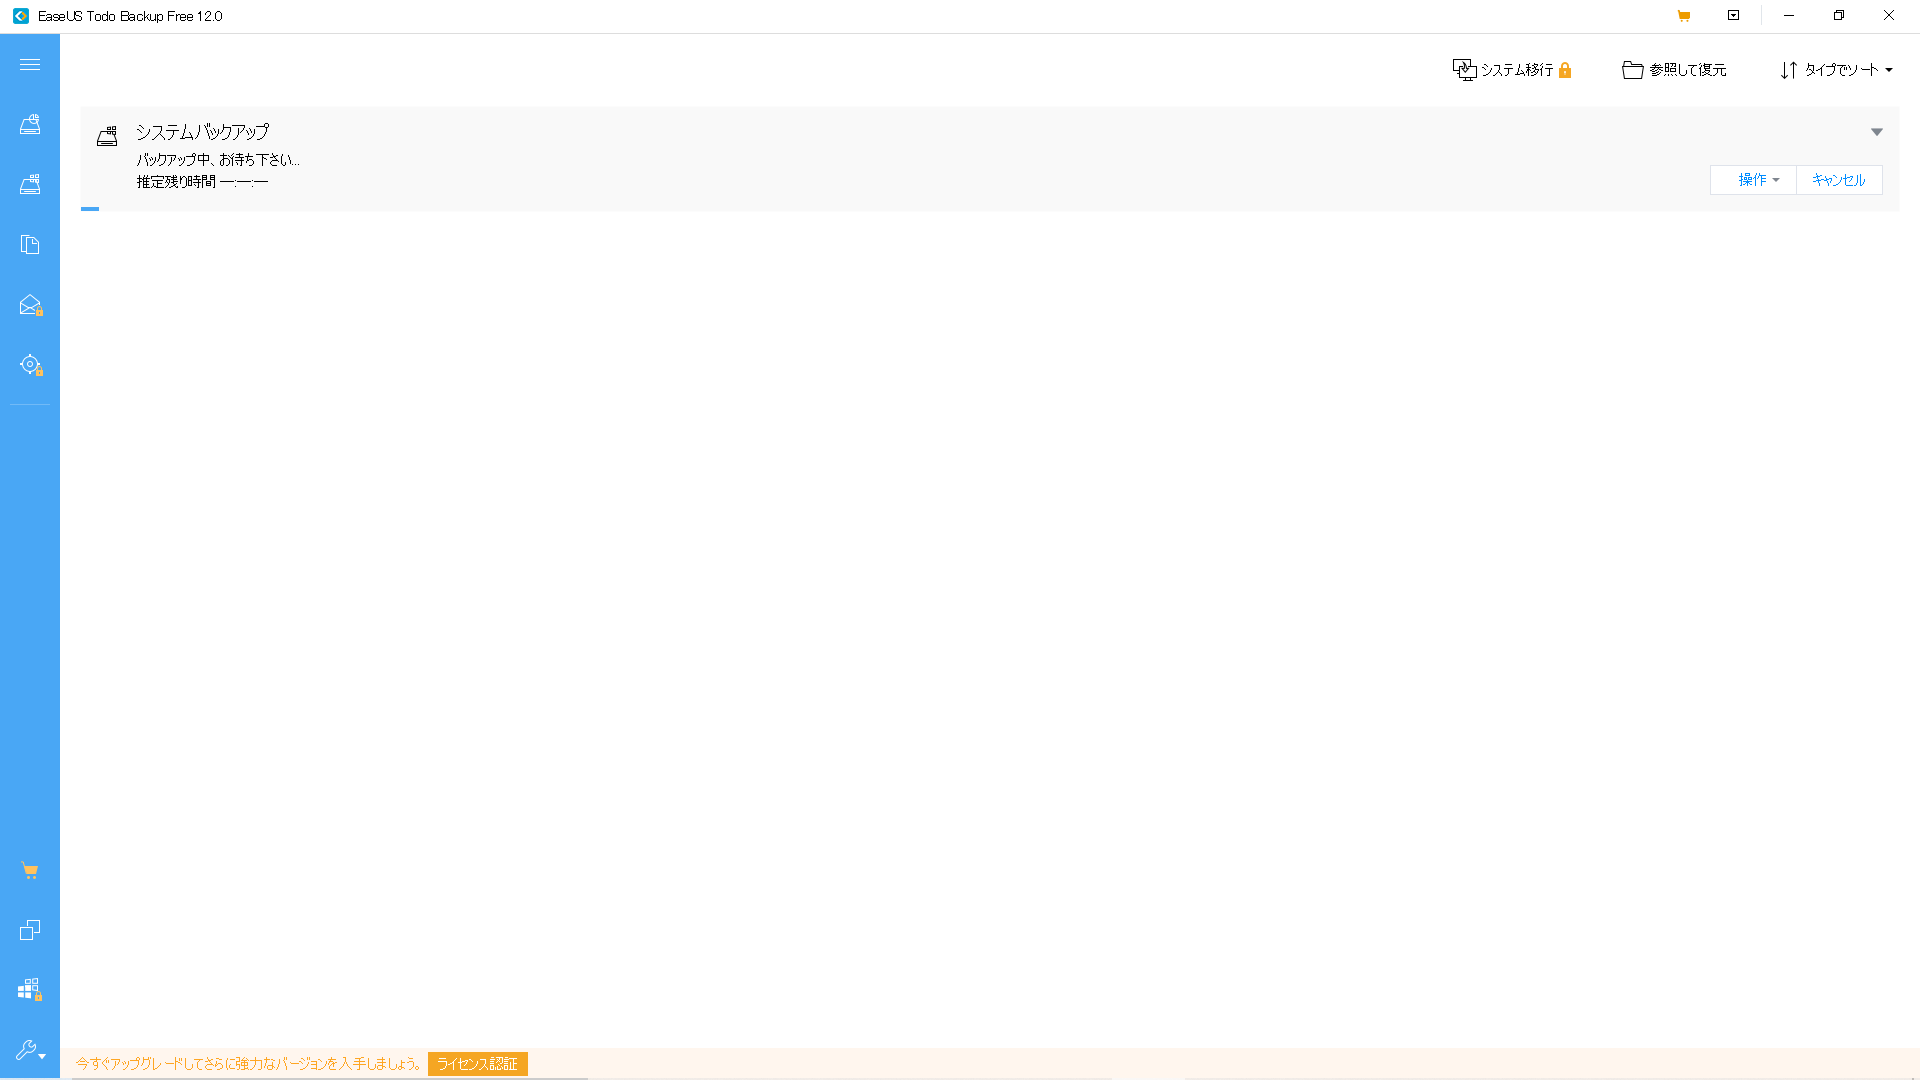 EaseUS Todo Backup Free 12.0
システム移行
参照して復元
タイプでソート
システムバックアップ
バックアップ中、お待ち下さい...
推定残り時間 --:--:--
操作
キャンセル
今すぐアップグレードしてさらに強力なバージョンを入手しましょう。
ライセンス認証